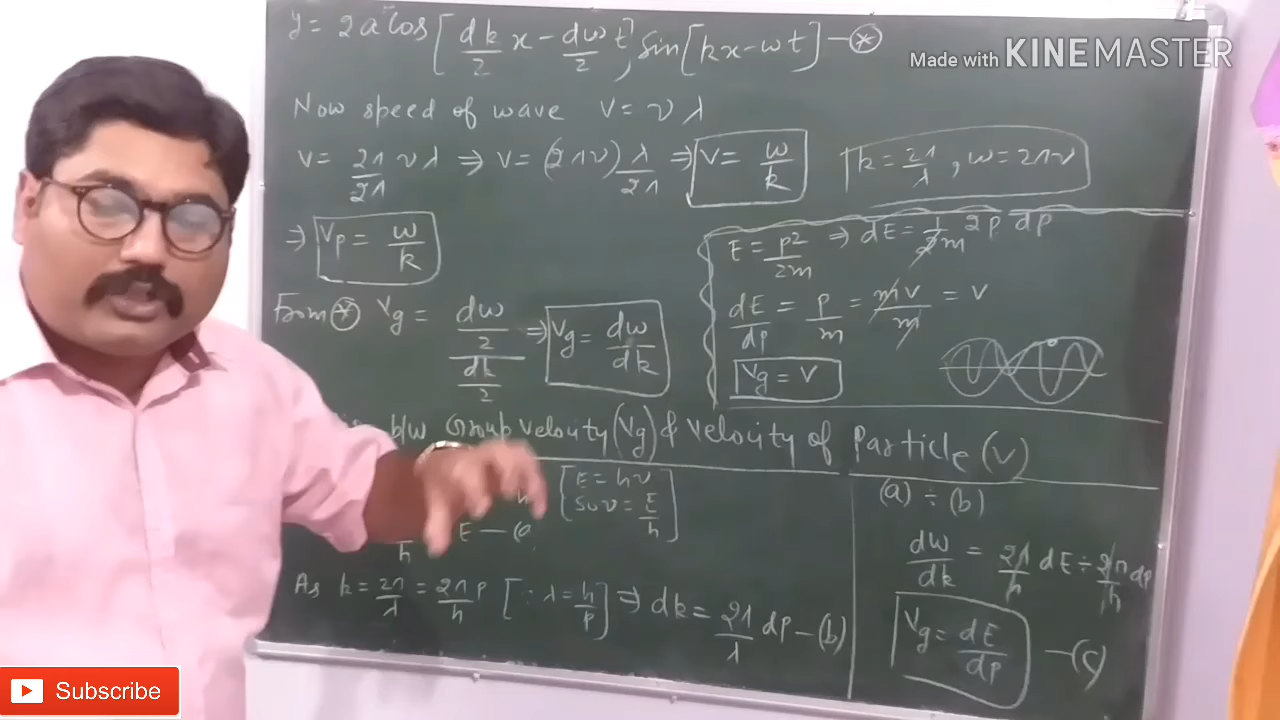 y = 2a cos[dk/2 x - dω/2 t] sin[kx - ωt] — ⊛
Made with KINEMASTER
Now speed of wave v = νλ
v = 2π/2π νλ ⇒ v = (2πν) λ/2π ⇒ v = ω/k
k = 2π/λ, ω = 2πν
⇒ Vp = ω/k
From ⊛ Vg = dω/2 / dk/2 ⇒ Vg = dω/dk
E = p²/2m ⇒ dE = 1/2m 2p dp
dE/dp = p/m = mv/m = v
Vg = v
b/w Group velouty (Vg) & velocity of Particle (v)
[E = hν
So ν = E/h]
E — (a
As k = 2π/λ = 2π/h p [∵ λ = h/p] ⇒ dk = 2π/λ dp — (b)
(a) ÷ (b)
dω/dk = 2π/h dE ÷ 2π/h dp
Vg = dE/dp — (c)
Subscribe